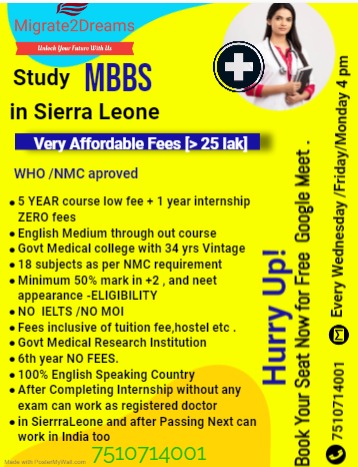 Migrate2Dreams
Unlock Your Future With Us
Study MBBS
in Sierra Leone
Very Affordable Fees [> 25 lak]
WHO /NMC aproved
• 5 YEAR course low fee + 1 year internship
ZERO fees
• English Medium through out course
• Govt Medical college with 34 yrs Vintage
• 18 subjects as per NMC requirement
• Minimum 50% mark in +2 , and neet
appearance -ELIGIBILITY
• NO IELTS /NO MOI
• Fees inclusive of tuition fee,hostel etc .
• Govt Medical Research Institution
• 6th year NO FEES.
• 100% English Speaking Country
• After Completing Internship without any
exam can work as registered doctor
• in SierrraLeone and after Passing Next can
work in India too
7510714001
Made with PosterMyWall.com
Hurry Up!
Book Your Seat Now for Free Google Meet .
7510714001 Every Wednesday /Friday/Monday 4 pm